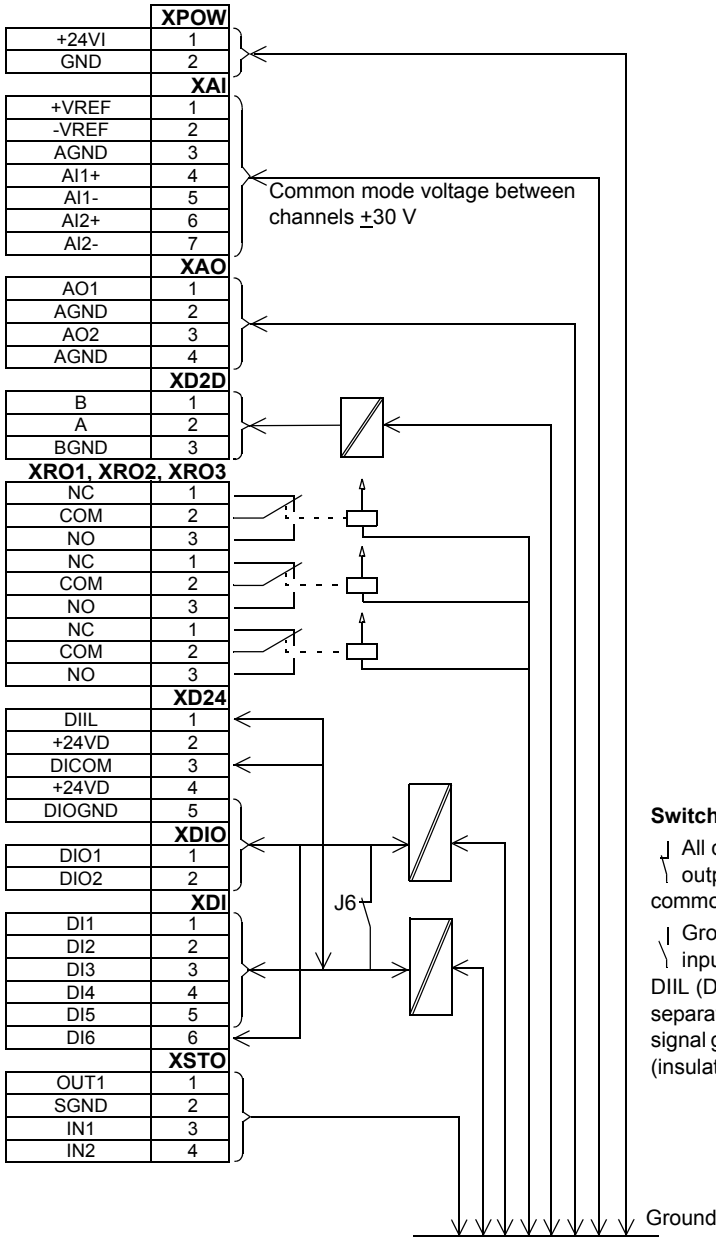 XPOW
+24VI 1
GND 2
XAI
+VREF 1
-VREF 2
AGND 3
AI1+ 4
AI1- 5
AI2+ 6
AI2- 7
Common mode voltage between
channels ±30 V
XAO
AO1 1
AGND 2
AO2 3
AGND 4
XD2D
B 1
A 2
BGND 3
XRO1, XRO2, XRO3
NC 1
COM 2
NO 3
NC 1
COM 2
NO 3
NC 1
COM 2
NO 3
XD24
DIIL 1
+24VD 2
DICOM 3
+24VD 4
DIOGND 5
XDIO
DIO1 1
DIO2 2
XDI
DI1 1
DI2 2
DI3 3
DI4 4
DI5 5
DI6 6
J6
XSTO
OUT1 1
SGND 2
IN1 3
IN2 4
Switch
All
outp
commo
Grou
inpu
DIIL (D
separa
signal g
(insulat
Ground